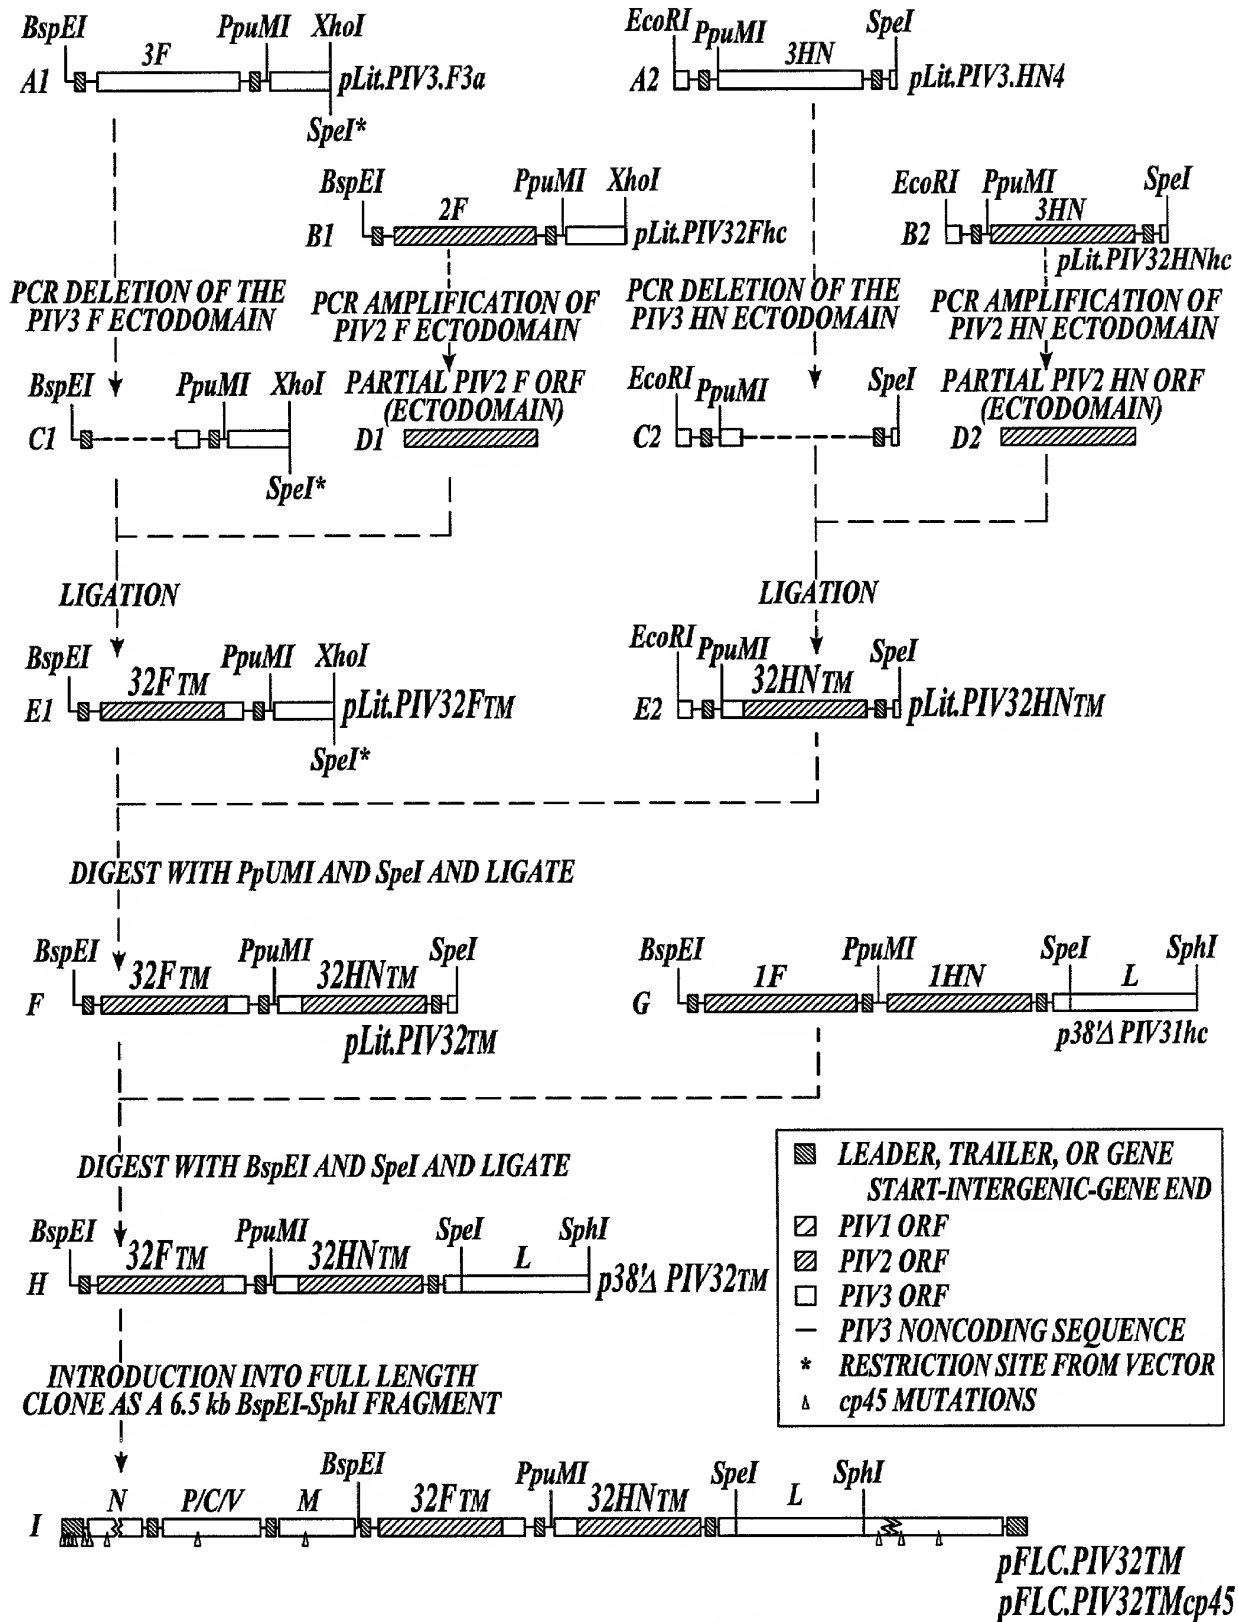 BspEI PpuMI XhoI
3F
A1 pLit.PIV3.F3a
SpeI*
EcoRI PpuMI SpeI
3HN
A2 pLit.PIV3.HN4
BspEI PpuMI XhoI
2F
B1 pLit.PIV32Fhc
EcoRI PpuMI SpeI
3HN
B2 pLit.PIV32HNhc
PCR DELETION OF THE
PIV3 F ECTODOMAIN
PCR AMPLIFICATION OF
PIV2 F ECTODOMAIN
PCR DELETION OF THE
PIV3 HN ECTODOMAIN
PCR AMPLIFICATION OF
PIV2 HN ECTODOMAIN
BspEI PpuMI XhoI
C1
SpeI*
PARTIAL PIV2 F ORF
(ECTODOMAIN)
D1
EcoRI PpuMI SpeI
C2
PARTIAL PIV2 HN ORF
(ECTODOMAIN)
D2
LIGATION
LIGATION
BspEI PpuMI XhoI
32FTM
E1 pLit.PIV32FTM
SpeI*
EcoRI PpuMI SpeI
32HNTM
E2 pLit.PIV32HNTM
DIGEST WITH PpUMI AND SpeI AND LIGATE
BspEI PpuMI SpeI
32FTM 32HNTM
F
pLit.PIV32TM
BspEI PpuMI SpeI SphI
1F 1HN L
G
p38'Δ PIV31hc
DIGEST WITH BspEI AND SpeI AND LIGATE
BspEI PpuMI SpeI SphI
32FTM 32HNTM L
H p38'Δ PIV32TM
LEADER, TRAILER, OR GENE
START-INTERGENIC-GENE END
PIV1 ORF
PIV2 ORF
PIV3 ORF
PIV3 NONCODING SEQUENCE
* RESTRICTION SITE FROM VECTOR
cp45 MUTATIONS
INTRODUCTION INTO FULL LENGTH
CLONE AS A 6.5 kb BspEI-SphI FRAGMENT
BspEI PpuMI SpeI SphI
N P/C/V M 32FTM 32HNTM L
I
pFLC.PIV32TM
pFLC.PIV32TMcp45